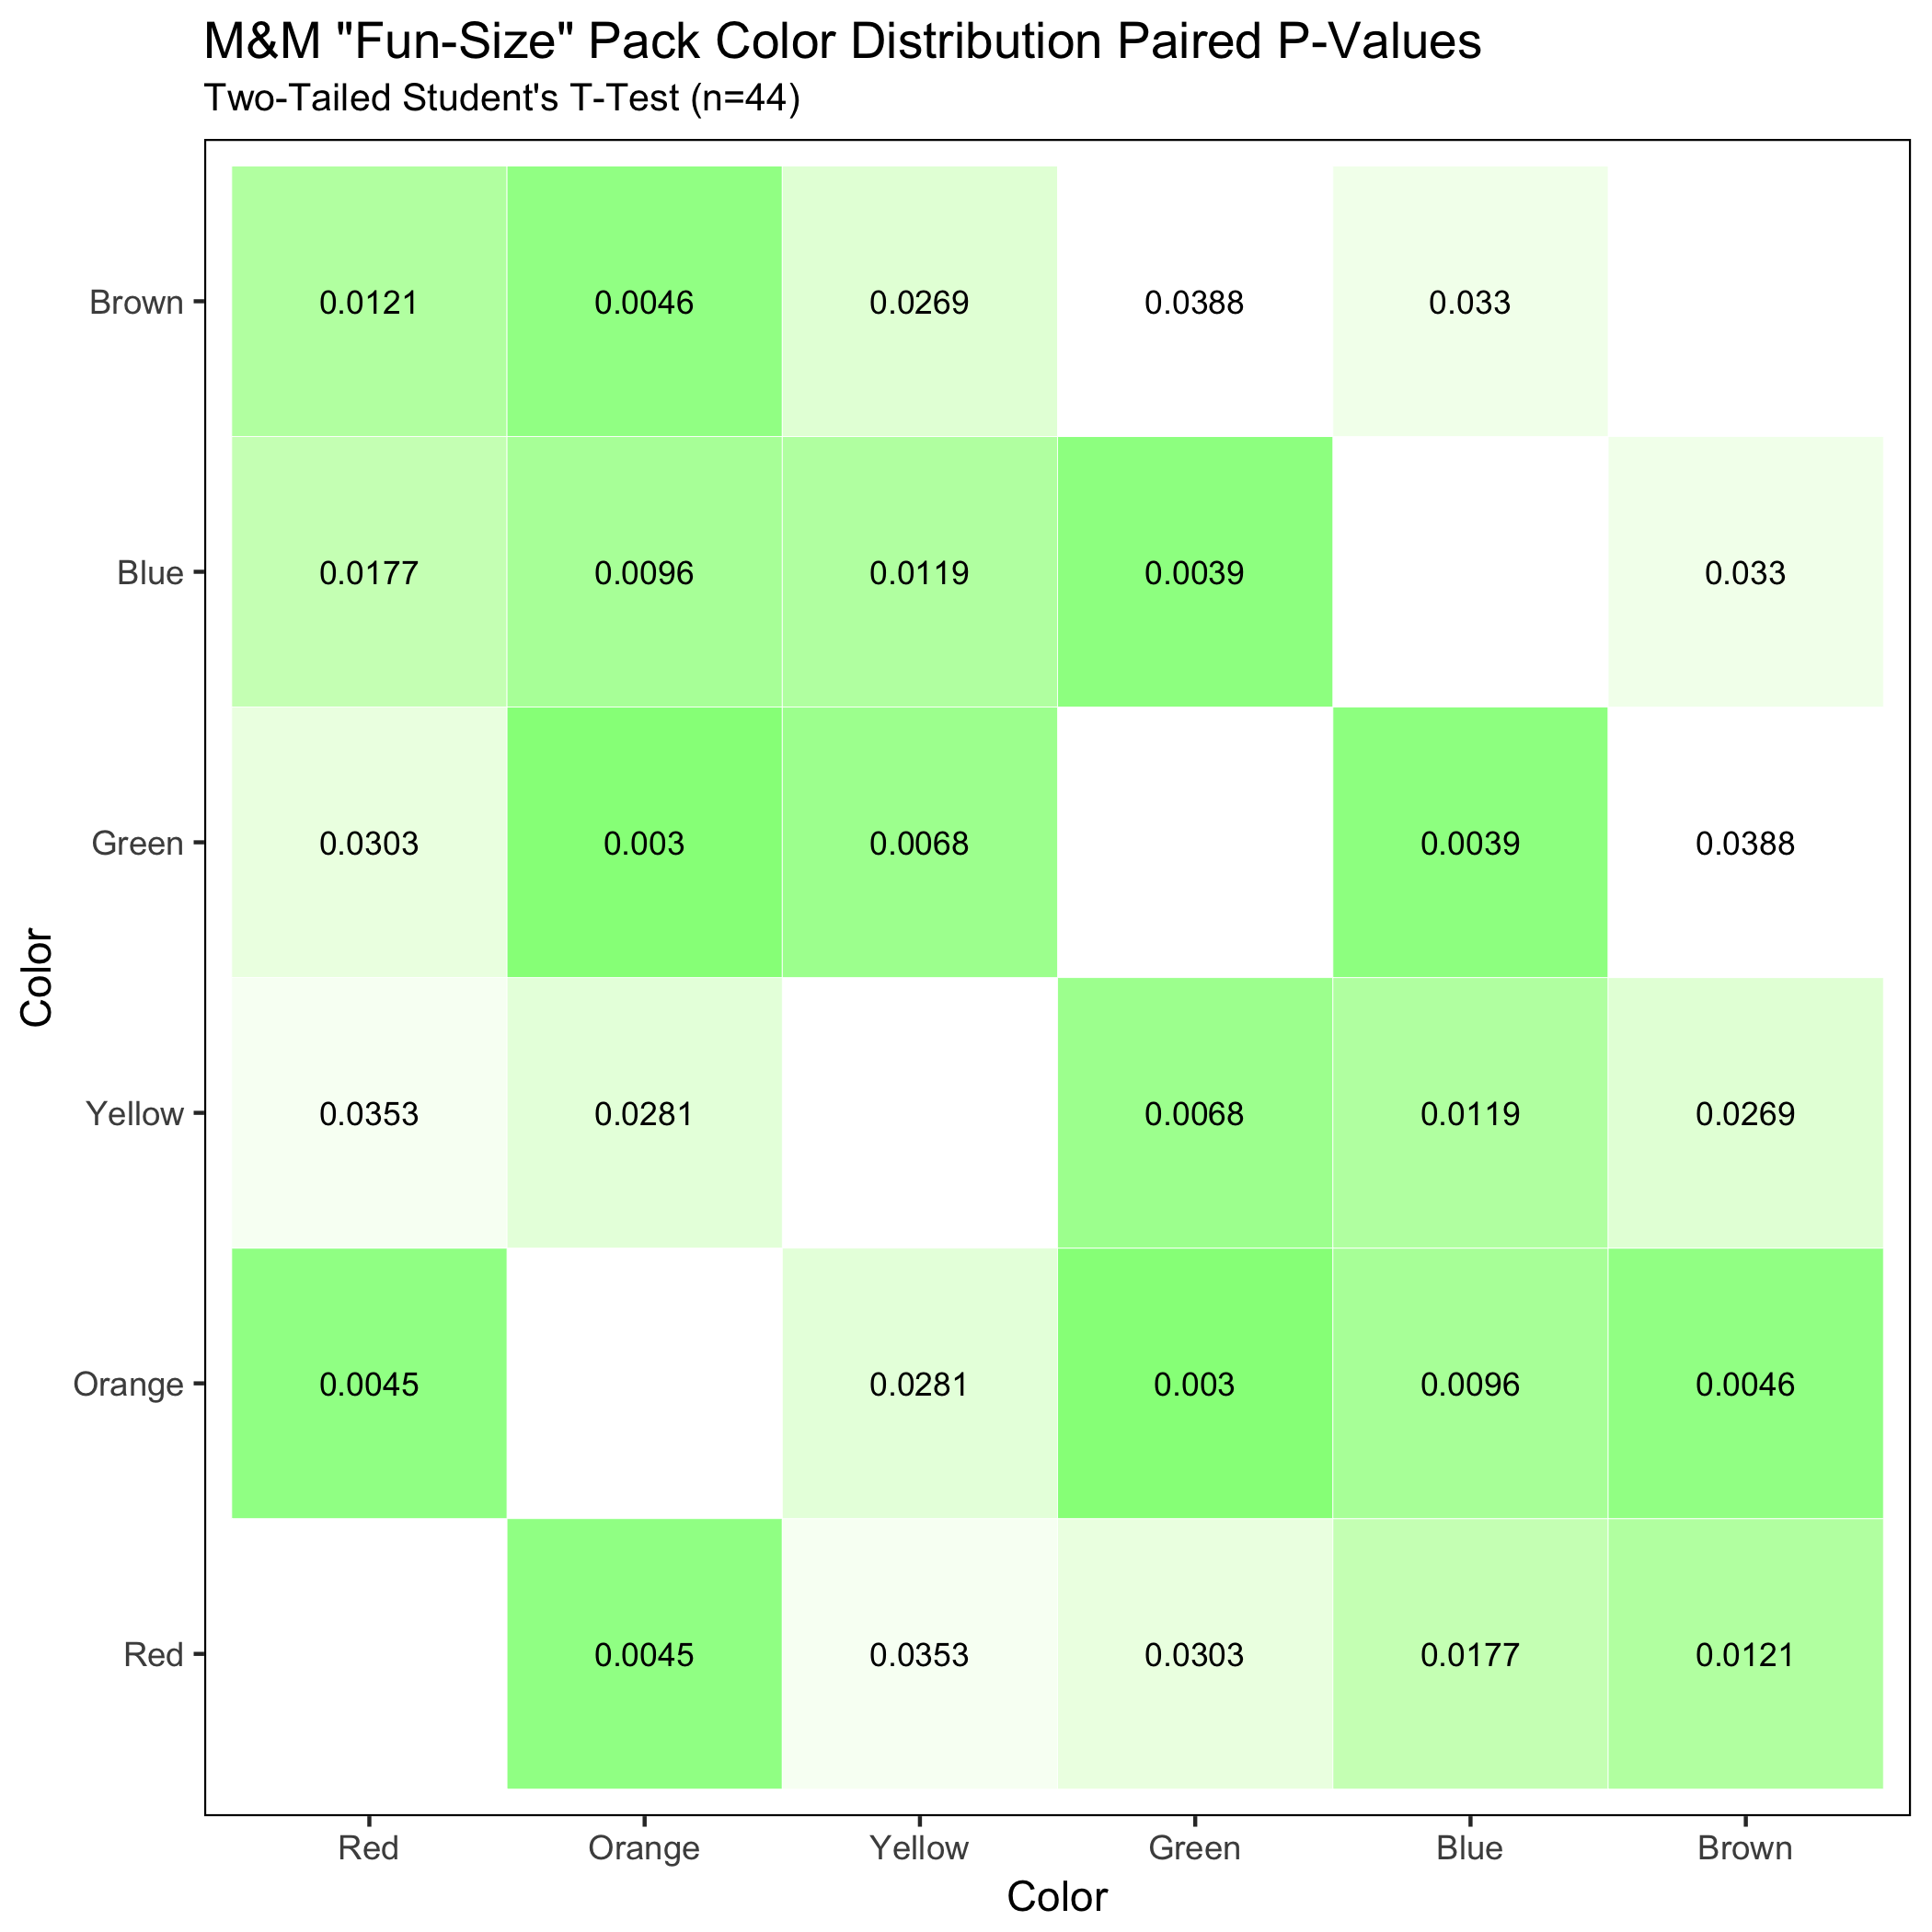 M&M "Fun-Size" Pack Color Distribution Paired P-Values
Two-Tailed Student's T-Test (n=44)
Brown 0.0121 0.0046 0.0269 0.0388 0.033
Blue 0.0177 0.0096 0.0119 0.0039 0.033
Green 0.0303 0.003 0.0068 0.0039 0.0388
Color
Yellow 0.0353 0.0281 0.0068 0.0119 0.0269
Orange 0.0045 0.0281 0.003 0.0096 0.0046
Red 0.0045 0.0353 0.0303 0.0177 0.0121
Red Orange Yellow Green Blue Brown
Color